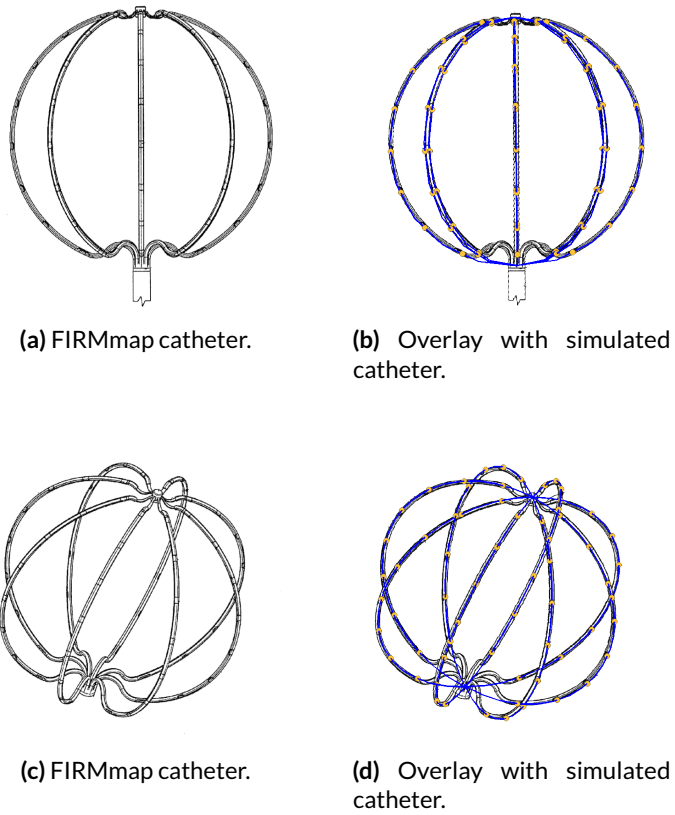 (a) FIRMmap catheter.
(b) Overlay with simulated
catheter.
(c) FIRMmap catheter.
(d) Overlay with simulated
catheter.